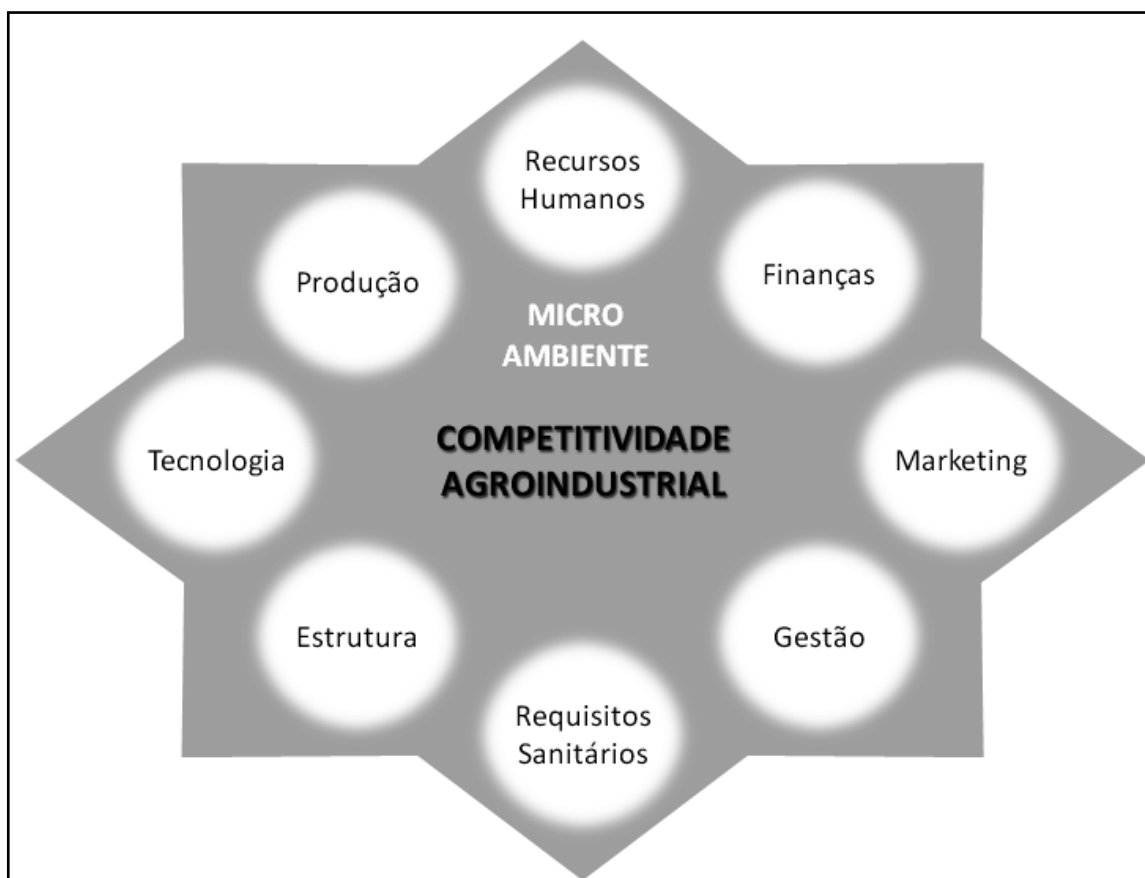 Recursos
Humanos
Produção
Finanças
MICRO
AMBIENTE
COMPETITIVIDADE
AGROINDUSTRIAL
Tecnologia
Marketing
Estrutura
Gestão
Requisitos
Sanitários